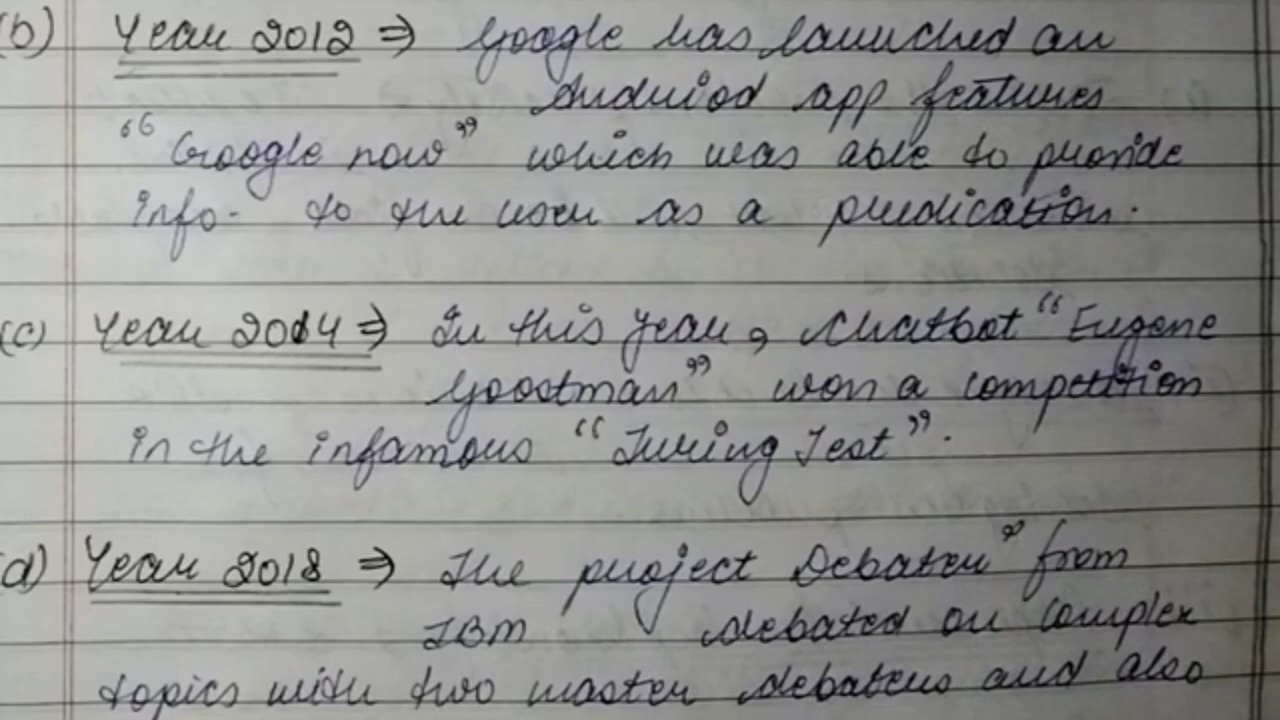 (b) Year 2012 ⇒ Google has launched an
Andriod app features
“Google now” which was able to provide
info. to the user as a predication.
(c) Year 2014 ⇒ In this year, Chatbot “Eugene
Goostman” won a competition
in the infamous “Turing Test”.
(d) Year 2018 ⇒ The project Debater” from
IBM debated on complex
topics with two master debaters and also